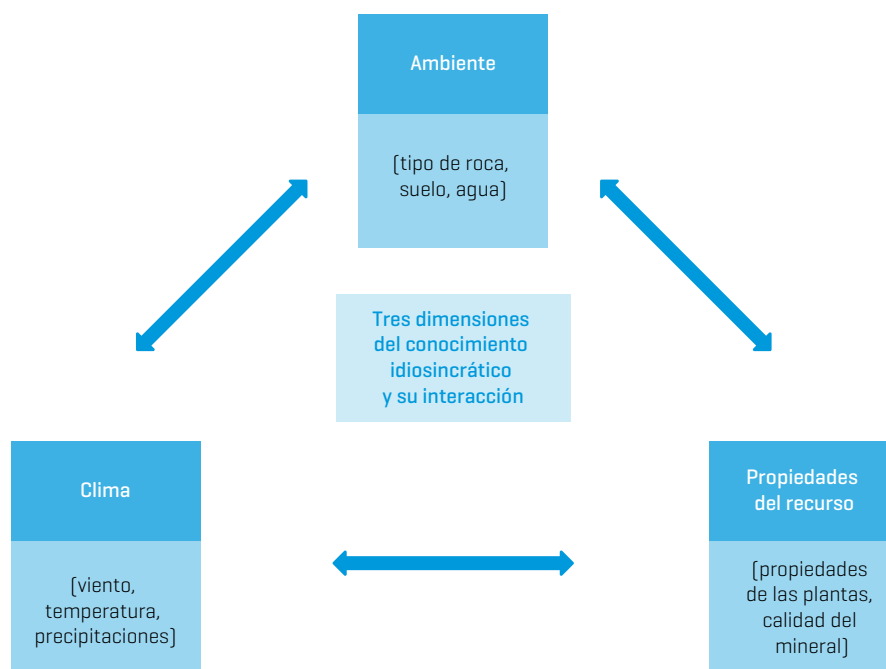 Ambiente
(tipo de roca,
suelo, agua)
Tres dimensiones
del conocimiento
idiosincrático
y su interacción
Clima
(viento,
temperatura,
precipitaciones)
Propiedades
del recurso
(propiedades
de las plantas,
calidad del
mineral)